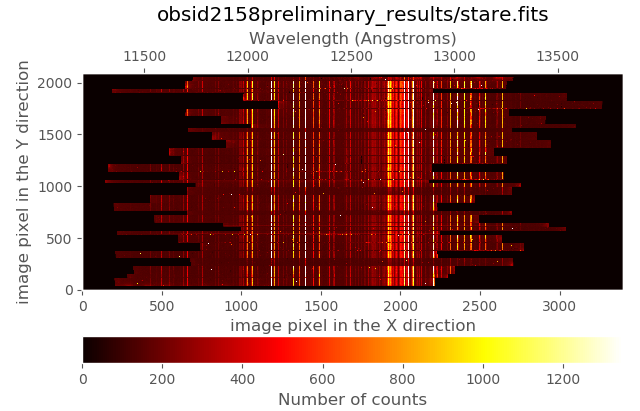 obsid2158preliminary_results/stare.fits
Wavelength (Angstroms)
11500 12000 12500 13000 13500
image pixel in the Y direction
2000
1500
1000
500
0
0 500 1000 1500 2000 2500 3000
image pixel in the X direction
0 200 400 600 800 1000 1200
Number of counts